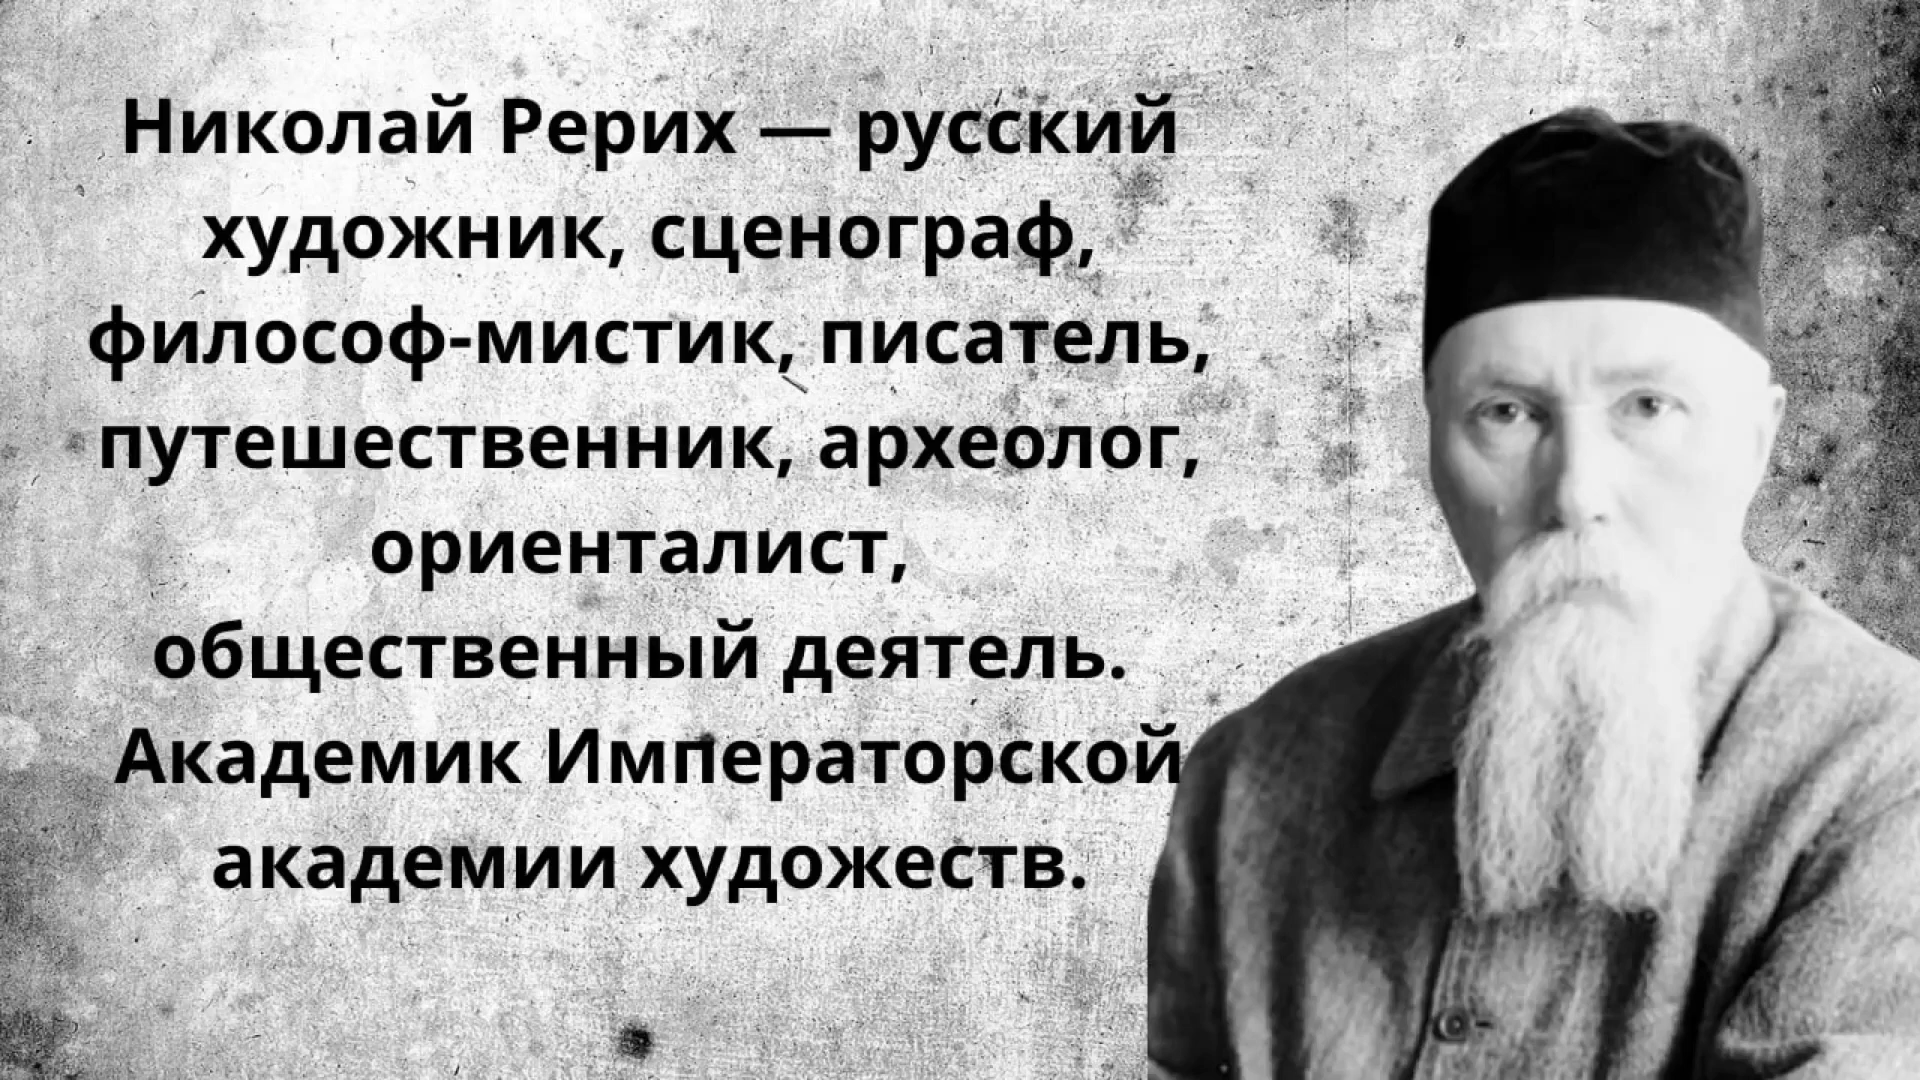 Николай Рерих — русский
художник, сценограф,
философ-мистик, писатель,
путешественник, археолог,
ориенталист,
общественный деятель.
Академик Императорской
академии художеств.